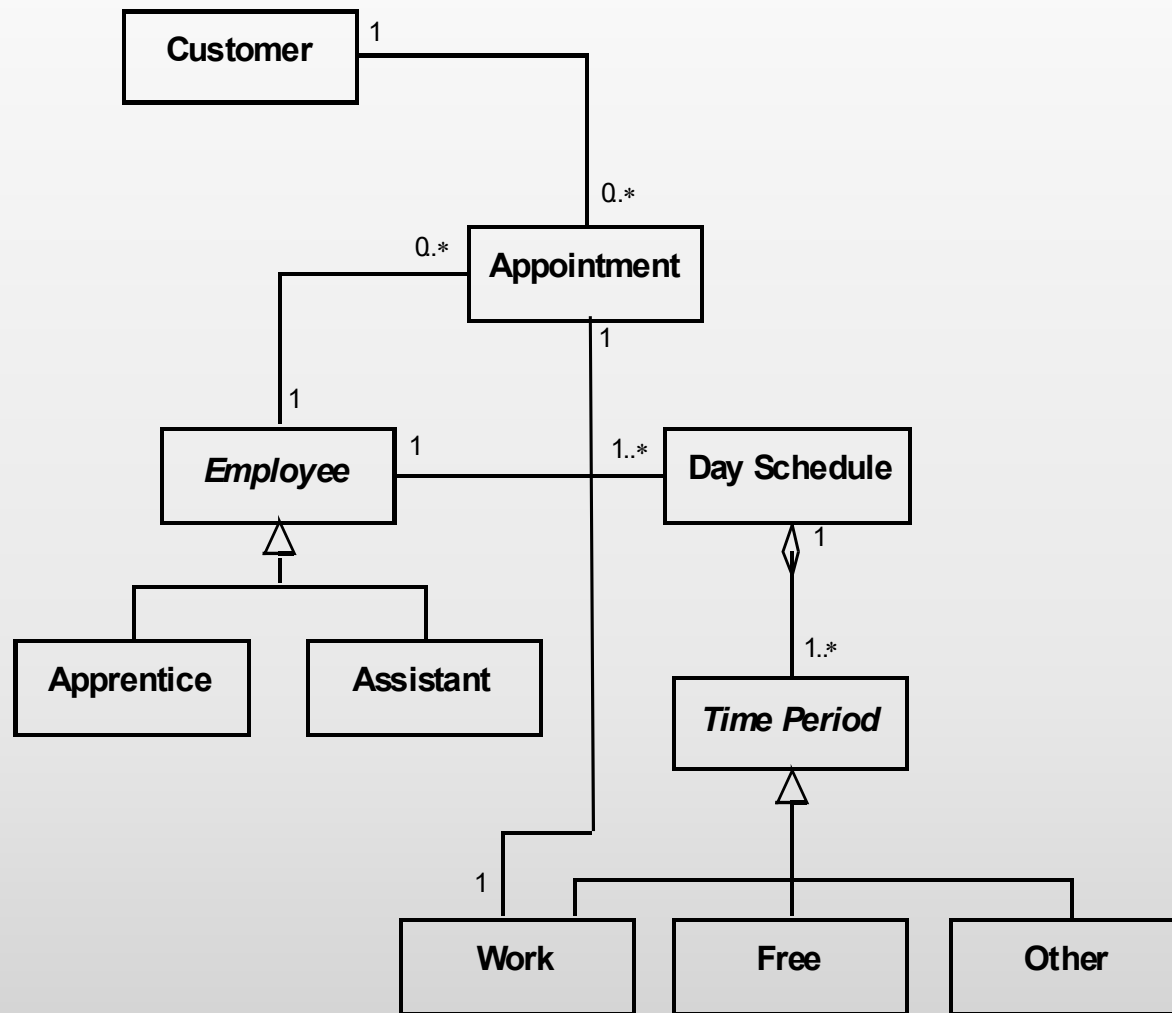 Customer
1
0..*
0..*
Appointment
1
1
Employee
1
1..*
Day Schedule
1
Apprentice
Assistant
1..*
Time Period
1
Work
Free
Other